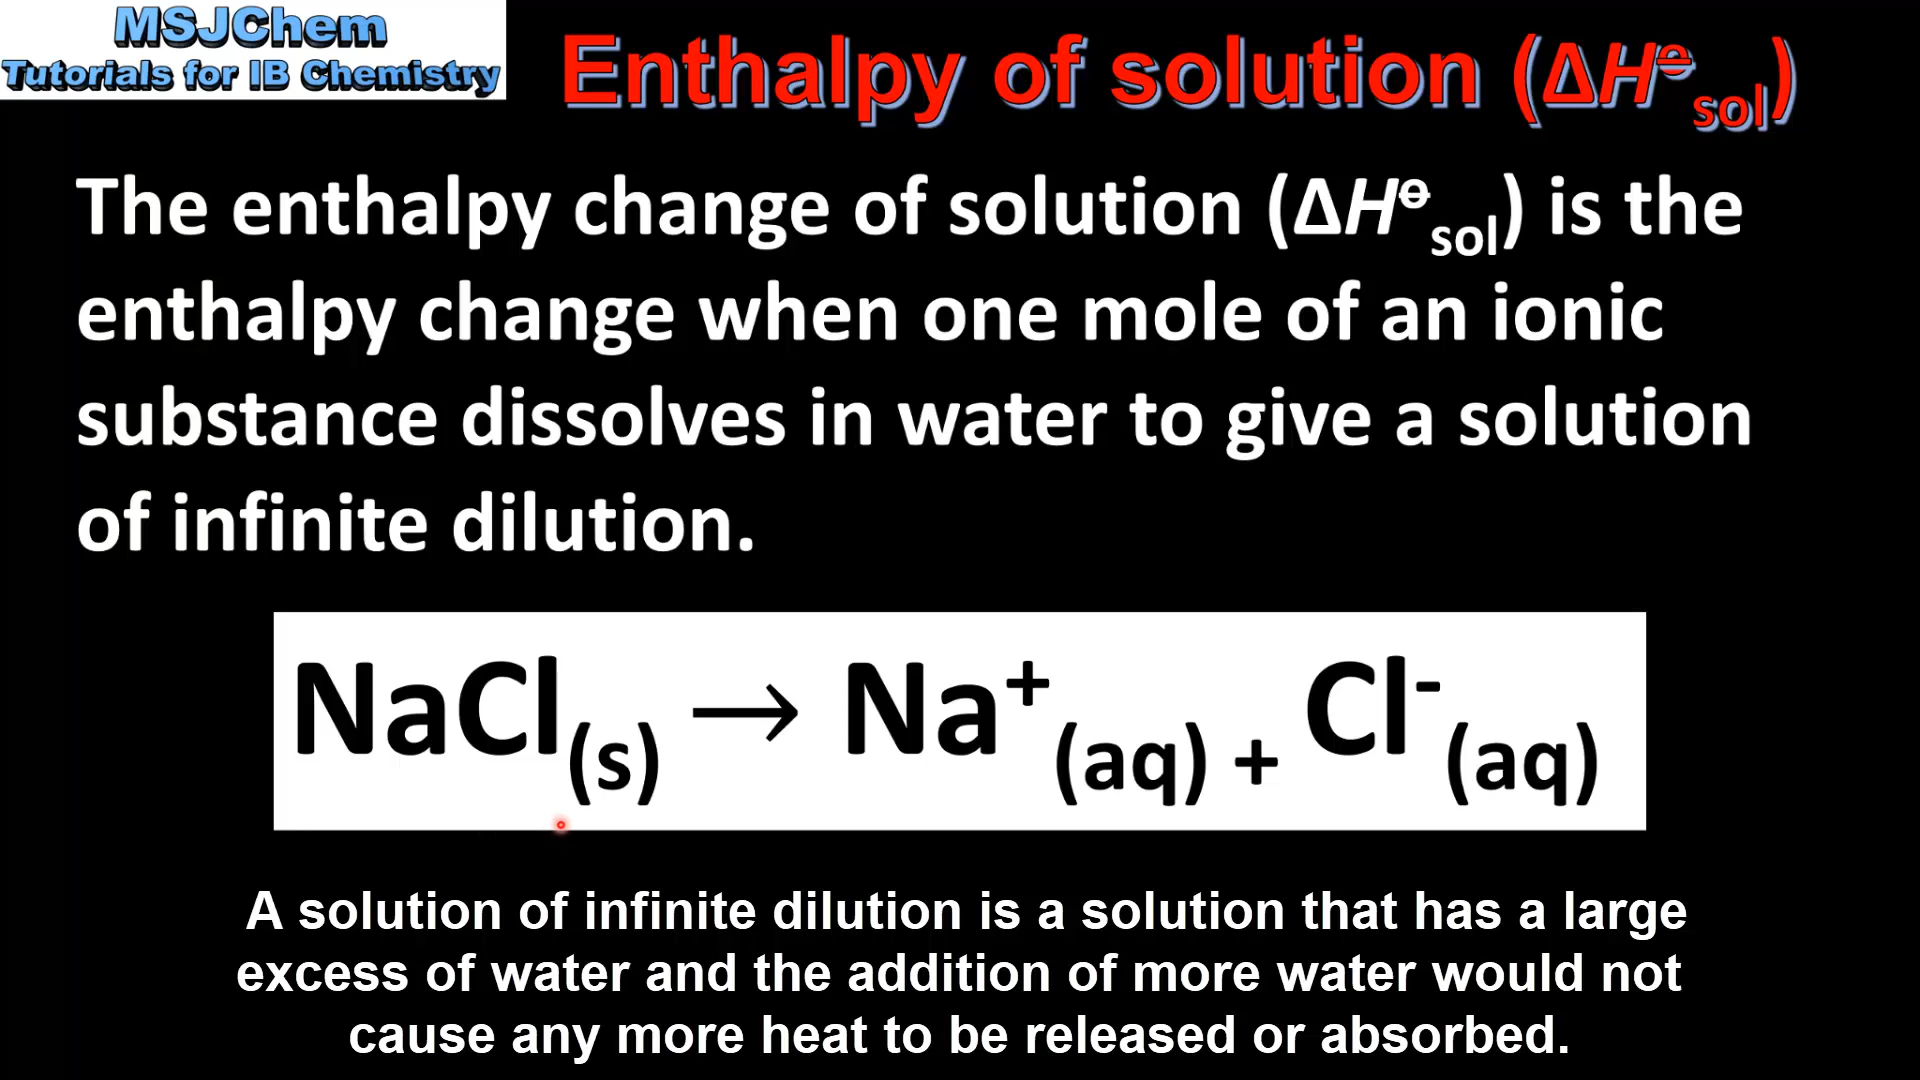 MSJChem
Tutorials for IB Chemistry
Enthalpy of solution (ΔH⦵sol)
The enthalpy change of solution (ΔH⦵sol) is the
enthalpy change when one mole of an ionic
substance dissolves in water to give a solution
of infinite dilution.
NaCl(s) → Na⁺(aq) + Cl⁻(aq)
A solution of infinite dilution is a solution that has a large
excess of water and the addition of more water would not
cause any more heat to be released or absorbed.